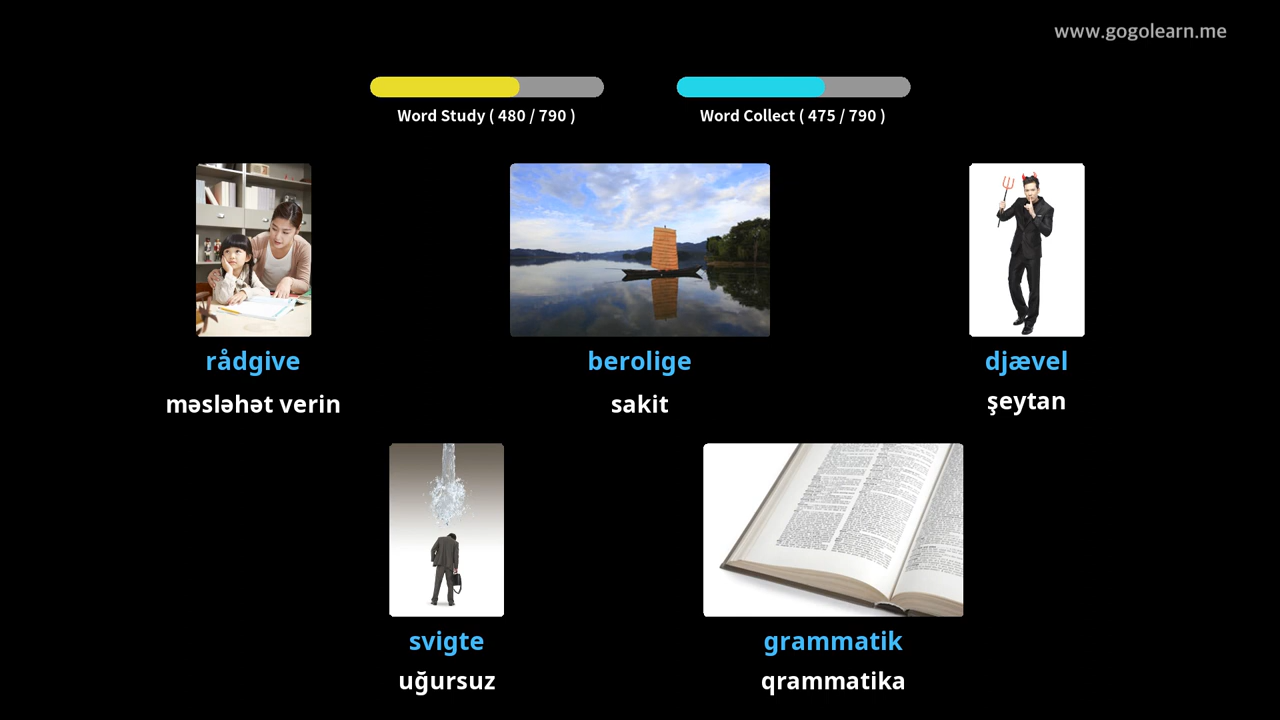 www.gogolearn.me
Word Study ( 480 / 790 )
Word Collect ( 475 / 790 )
rådgive
məsləhət verin
berolige
sakit
djævel
şeytan
svigte
uğursuz
grammatik
qrammatika